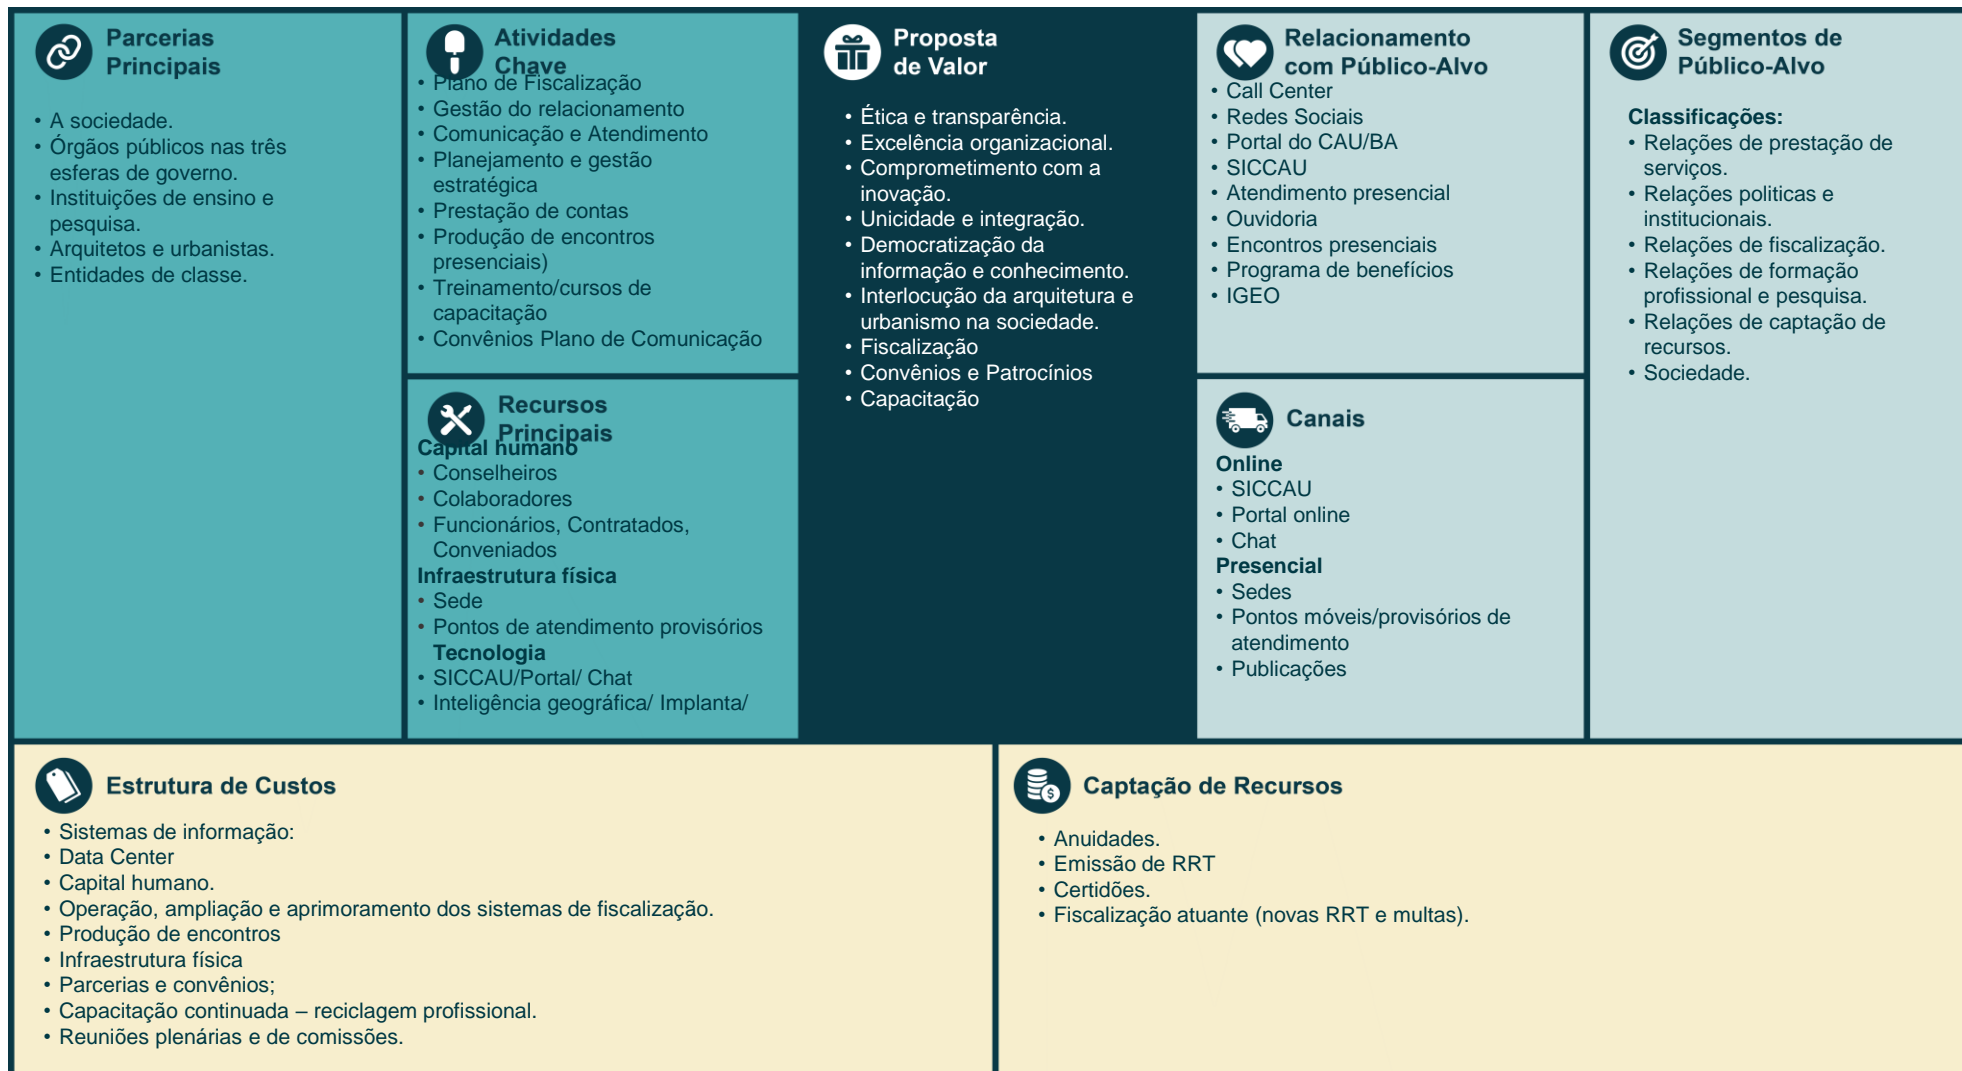 Parcerias
Principais
• A sociedade.
• Órgãos públicos nas três
esferas de governo.
• Instituições de ensino e
pesquisa.
• Arquitetos e urbanistas.
• Entidades de classe.
Atividades
Chave
• Plano de Fiscalização
• Gestão do relacionamento
• Comunicação e Atendimento
• Planejamento e gestão
estratégica
• Prestação de contas
• Produção de encontros
presenciais)
• Treinamento/cursos de
capacitação
• Convênios Plano de Comunicação
Recursos
Principais
Capital humano
• Conselheiros
• Colaboradores
• Funcionários, Contratados,
Conveniados
Infraestrutura física
• Sede
• Pontos de atendimento provisórios
Tecnologia
• SICCAU/Portal/ Chat
• Inteligência geográfica/ Implanta/
Proposta
de Valor
• Ética e transparência.
• Excelência organizacional.
• Comprometimento com a
inovação.
• Unicidade e integração.
• Democratização da
informação e conhecimento.
• Interlocução da arquitetura e
urbanismo na sociedade.
• Fiscalização
• Convênios e Patrocínios
• Capacitação
Relacionamento
com Público-Alvo
• Call Center
• Redes Sociais
• Portal do CAU/BA
• SICCAU
• Atendimento presencial
• Ouvidoria
• Encontros presenciais
• Programa de benefícios
• IGEO
Canais
Online
• SICCAU
• Portal online
• Chat
Presencial
• Sedes
• Pontos móveis/provisórios de
atendimento
• Publicações
Segmentos de
Público-Alvo
Classificações:
• Relações de prestação de
serviços.
• Relações politicas e
institucionais.
• Relações de fiscalização.
• Relações de formação
profissional e pesquisa.
• Relações de captação de
recursos.
• Sociedade.
Estrutura de Custos
• Sistemas de informação:
• Data Center
• Capital humano.
• Operação, ampliação e aprimoramento dos sistemas de fiscalização.
• Produção de encontros
• Infraestrutura física
• Parcerias e convênios;
• Capacitação continuada – reciclagem profissional.
• Reuniões plenárias e de comissões.
Captação de Recursos
• Anuidades.
• Emissão de RRT
• Certidões.
• Fiscalização atuante (novas RRT e multas).